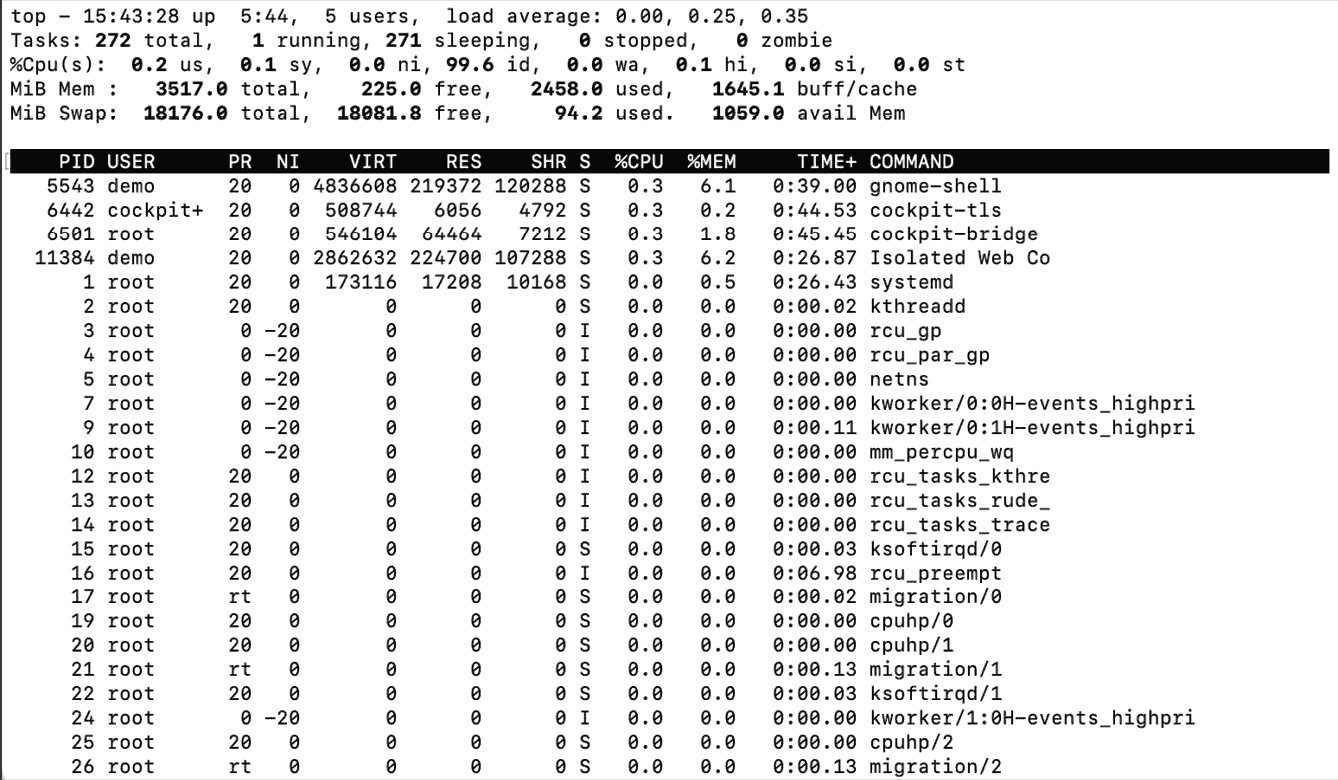 top - 15:43:28 up  5:44,  5 users,  load average: 0.00, 0.25, 0.35
Tasks: 272 total,   1 running, 271 sleeping,   0 stopped,   0 zombie
%Cpu(s):  0.2 us,  0.1 sy,  0.0 ni, 99.6 id,  0.0 wa,  0.1 hi,  0.0 si,  0.0 st
MiB Mem :   3517.0 total,    225.0 free,   2458.0 used,   1645.1 buff/cache
MiB Swap:  18176.0 total,  18081.8 free,     94.2 used.   1059.0 avail Mem
    PID USER      PR  NI    VIRT    RES    SHR S  %CPU  %MEM     TIME+ COMMAND
   5543 demo      20   0 4836608 219372 120288 S   0.3   6.1   0:39.00 gnome-shell
   6442 cockpit+  20   0  508744   6056   4792 S   0.3   0.2   0:44.53 cockpit-tls
   6501 root      20   0  546104  64464   7212 S   0.3   1.8   0:45.45 cockpit-bridge
  11384 demo      20   0 2862632 224700 107288 S   0.3   6.2   0:26.87 Isolated Web Co
      1 root      20   0  173116  17208  10168 S   0.0   0.5   0:26.43 systemd
      2 root      20   0       0      0      0 S   0.0   0.0   0:00.02 kthreadd
      3 root       0 -20       0      0      0 I   0.0   0.0   0:00.00 rcu_gp
      4 root       0 -20       0      0      0 I   0.0   0.0   0:00.00 rcu_par_gp
      5 root       0 -20       0      0      0 I   0.0   0.0   0:00.00 netns
      7 root       0 -20       0      0      0 I   0.0   0.0   0:00.00 kworker/0:0H-events_highpri
      9 root       0 -20       0      0      0 I   0.0   0.0   0:00.11 kworker/0:1H-events_highpri
     10 root       0 -20       0      0      0 I   0.0   0.0   0:00.00 mm_percpu_wq
     12 root      20   0       0      0      0 I   0.0   0.0   0:00.00 rcu_tasks_kthre
     13 root      20   0       0      0      0 I   0.0   0.0   0:00.00 rcu_tasks_rude_
     14 root      20   0       0      0      0 I   0.0   0.0   0:00.00 rcu_tasks_trace
     15 root      20   0       0      0      0 S   0.0   0.0   0:00.03 ksoftirqd/0
     16 root      20   0       0      0      0 I   0.0   0.0   0:06.98 rcu_preempt
     17 root      rt   0       0      0      0 S   0.0   0.0   0:00.02 migration/0
     19 root      20   0       0      0      0 S   0.0   0.0   0:00.00 cpuhp/0
     20 root      20   0       0      0      0 S   0.0   0.0   0:00.00 cpuhp/1
     21 root      rt   0       0      0      0 S   0.0   0.0   0:00.13 migration/1
     22 root      20   0       0      0      0 S   0.0   0.0   0:00.03 ksoftirqd/1
     24 root       0 -20       0      0      0 I   0.0   0.0   0:00.00 kworker/1:0H-events_highpri
     25 root      20   0       0      0      0 S   0.0   0.0   0:00.00 cpuhp/2
     26 root      rt   0       0      0      0 S   0.0   0.0   0:00.13 migration/2